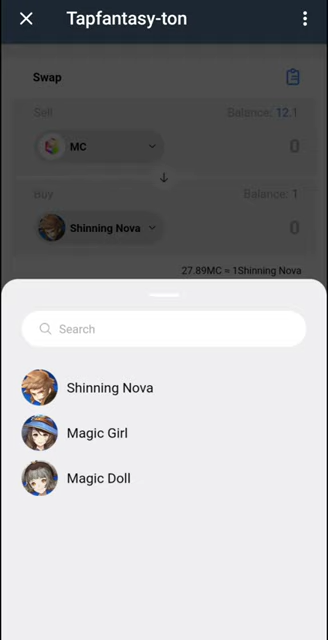 Tapfantasy-ton
Swap
Sell
Balance: 12.1
MC
0
Buy
Balance: 1
Shinning Nova
0
27.89MC ≈ 1Shinning Nova
Search
Shinning Nova
Magic Girl
Magic Doll